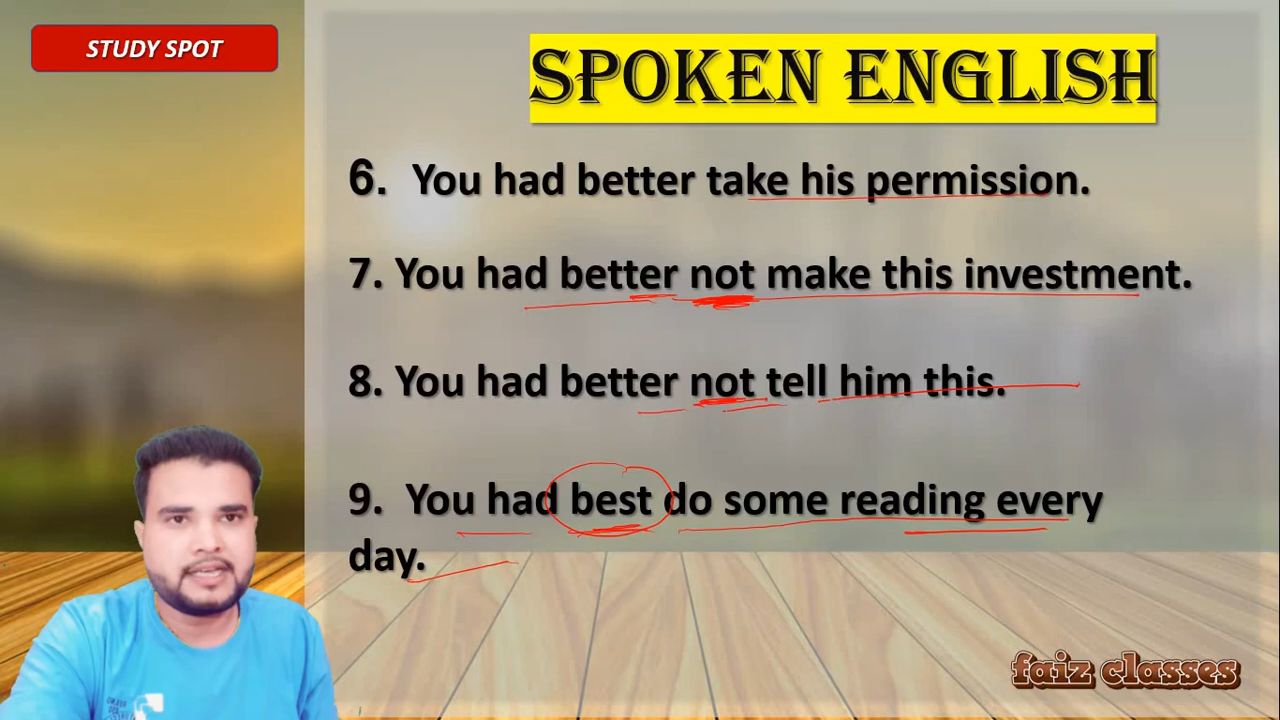 STUDY SPOT
SPOKEN ENGLISH
6. You had better take his permission.
7. You had better not make this investment.
8. You had better not tell him this.
9. You had best do some reading every
day.
faiz classes